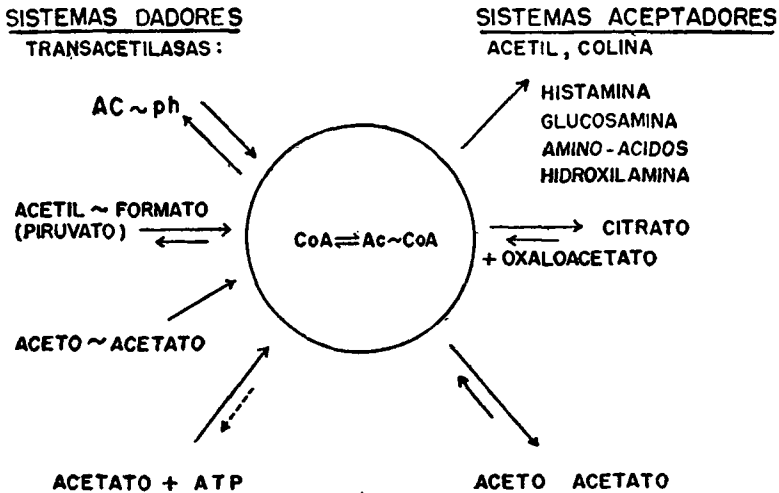 SISTEMAS DADORES
TRANSACETILASAS:
AC ~ ph
ACETIL ~ FORMATO
(PIRUVATO)
ACETO ~ ACETATO
ACETATO + ATP
CoA ⇌ Ac~CoA
SISTEMAS ACEPTADORES
ACETIL, COLINA
HISTAMINA
GLUCOSAMINA
AMINO-ACIDOS
HIDROXILAMINA
CITRATO
+ OXALOACETATO
ACETO ACETATO